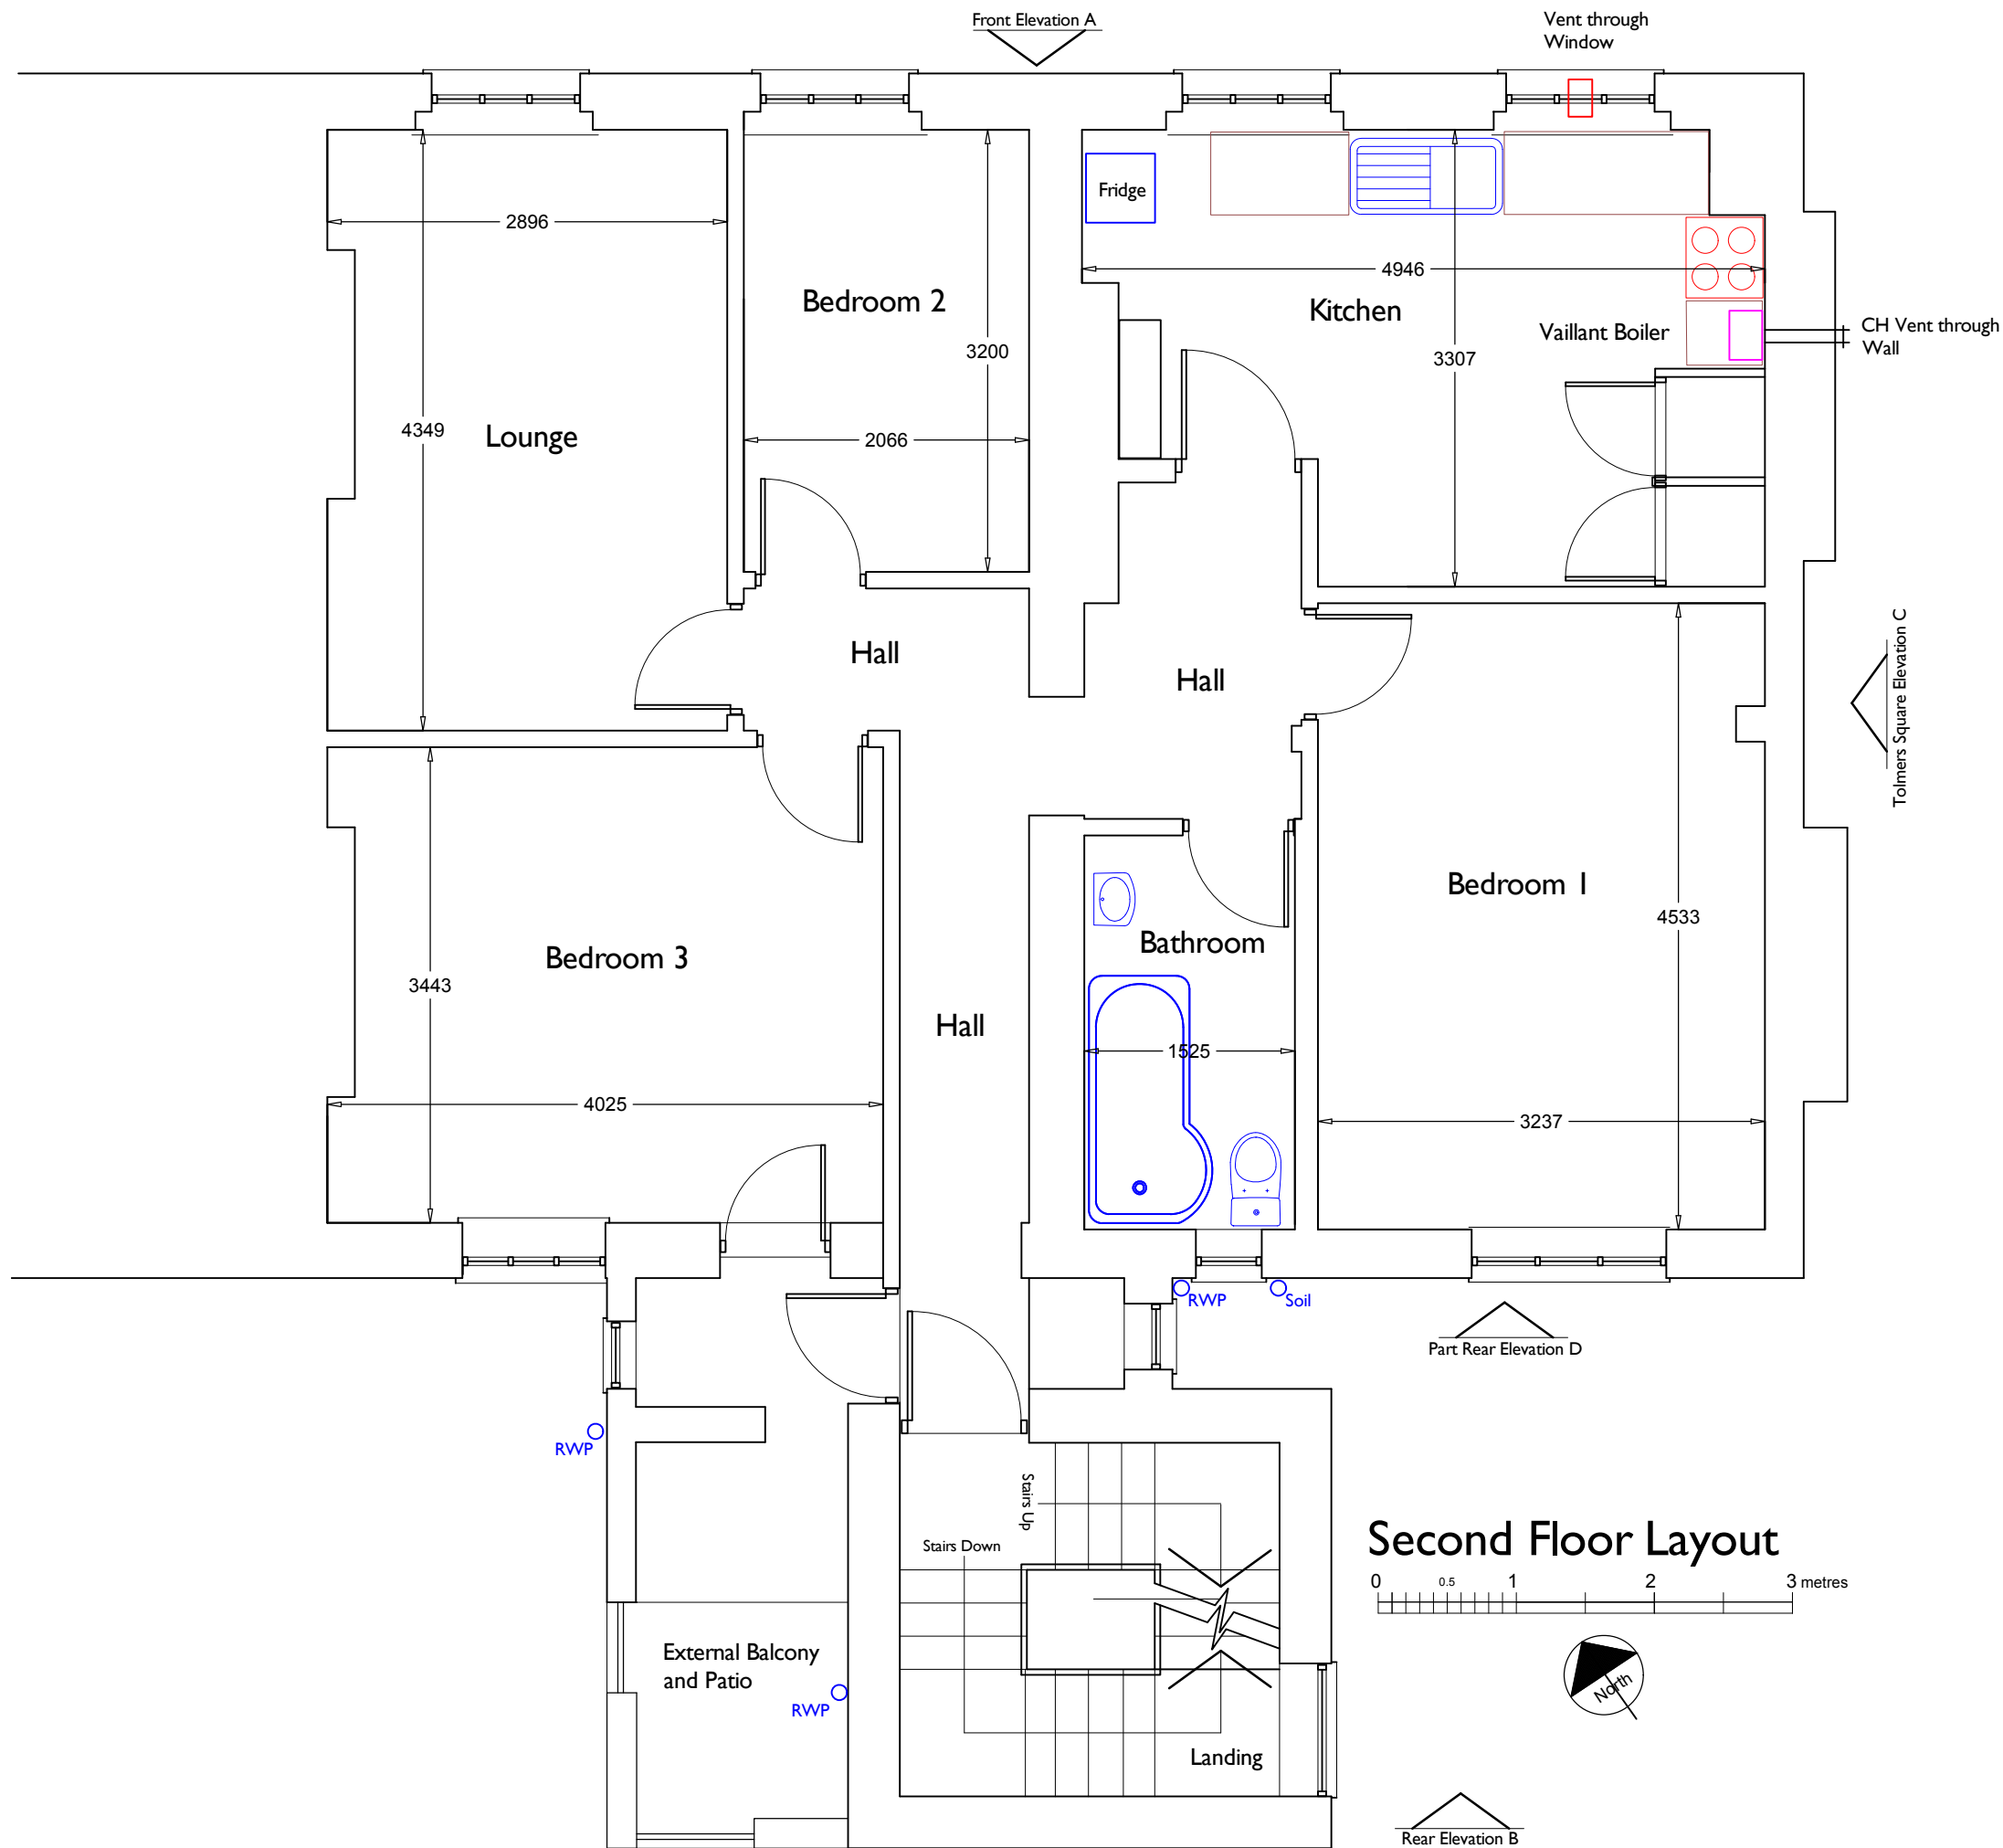 Front Elevation A
Vent through
Window
Fridge
2896
4946
Bedroom 2
Kitchen
Vaillant Boiler
CH Vent through
Wall
3200
3307
4349
Lounge
2066
Hall
Hall
Tolmers Square Elevation C
Bedroom 1
4533
Bathroom
Bedroom 3
3443
Hall
1525
4025
3237
RWP
Soil
Part Rear Elevation D
RWP
Stairs Up
Stairs Down
Second Floor Layout
0 0.5 1 2 3 metres
External Balcony
and Patio
North
RWP
Landing
Rear Elevation B